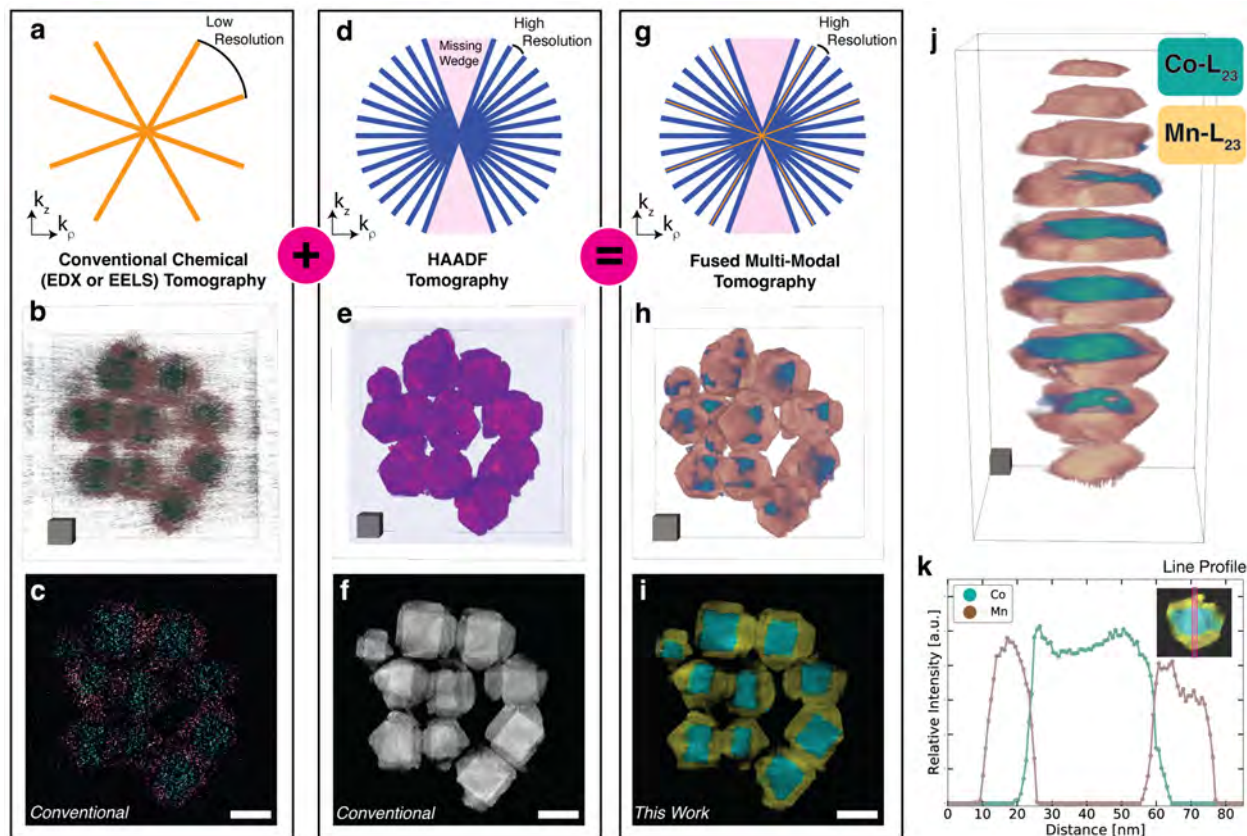 a
Low
Resolution
k_z
k_ρ
Conventional Chemical
(EDX or EELS) Tomography
b
c
Conventional
+
d
Missing
Wedge
High
Resolution
k_z
k_ρ
HAADF
Tomography
e
f
Conventional
=
g
High
Resolution
k_z
k_ρ
Fused Multi-Modal
Tomography
h
i
This Work
j
Co-L₂₃
Mn-L₂₃
k
Line Profile
Co
Mn
Relative Intensity [a.u.]
0 10 20 30 40 50 60 70 80
Distance [nm]